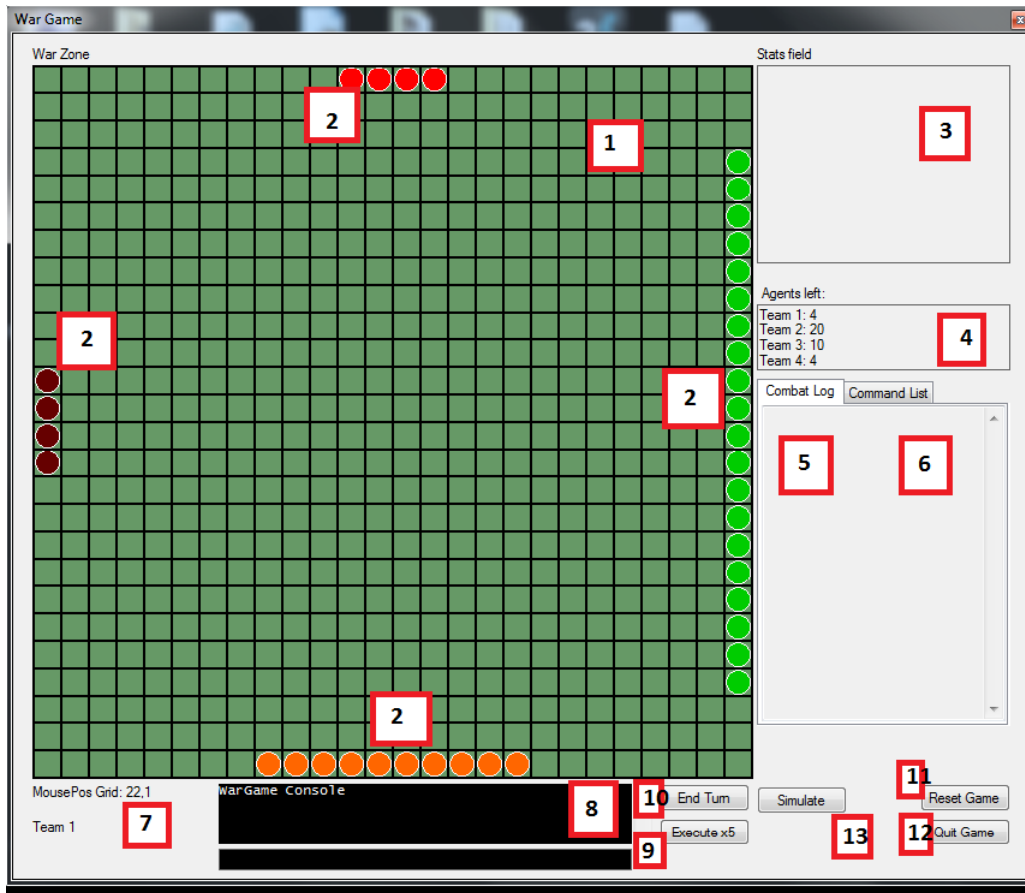 War Game
War Zone
Stats field
2
1
3
Agents left:
Team 1: 4
Team 2: 20
Team 3: 10
Team 4: 4
4
2
2
Combat Log
Command List
5
6
2
MousePos Grid: 22,1
Team 1
7
WarGame Console
8
9
10
End Turn
Execute x5
Simulate
13
11
Reset Game
12
Quit Game